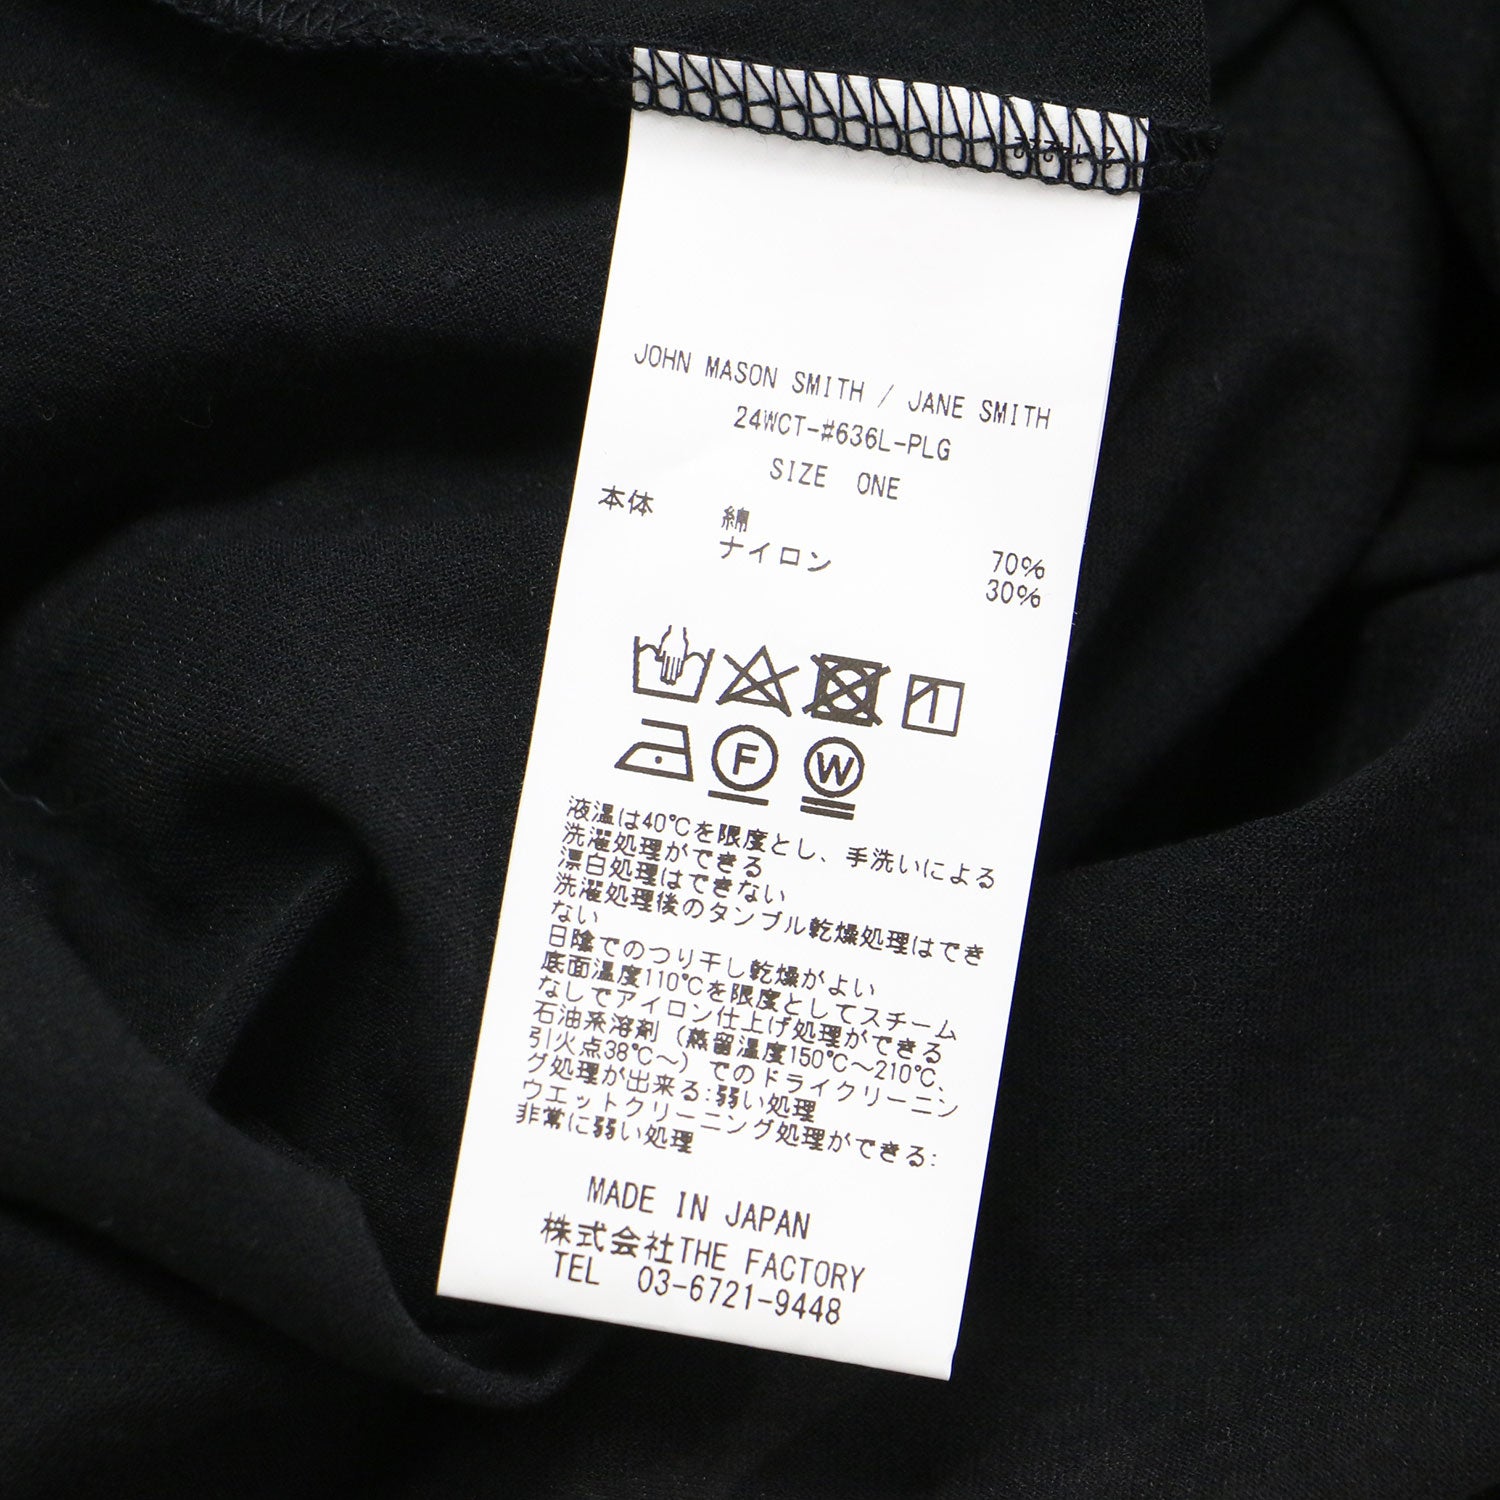 JOHN MASON SMITH / JANE SMITH
24WCT-#636L-PLG
SIZE ONE
本体 綿 70%
ナイロン 30%
F W
液温は40℃を限度とし、手洗いによる
洗濯処理ができる
漂白処理はできない
洗濯処理後のタンブル乾燥処理はでき
ない
日陰でのつり干し乾燥がよい
底面温度110℃を限度としてスチーム
なしでアイロン仕上げ処理ができる
石油系溶剤(蒸留温度150℃～210℃、
引火点38℃～)でのドライクリーニン
グ処理が出来る:弱い処理
ウエットクリーニング処理ができる:
非常に弱い処理
MADE IN JAPAN
株式会社THE FACTORY
TEL 03-6721-9448